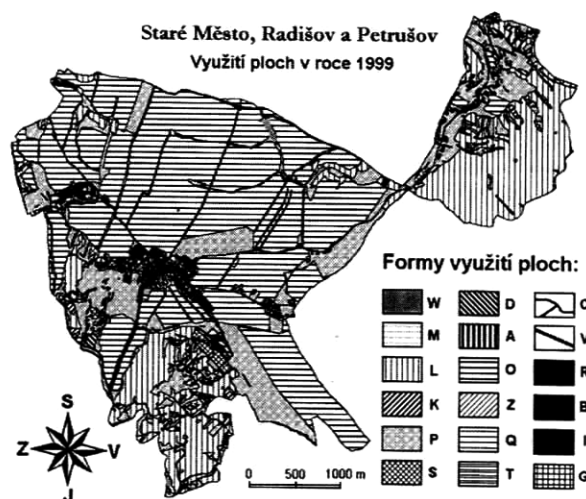 Staré Město, Radišov a Petrušov
Využití ploch v roce 1999
Formy využití ploch:
W D C
M A V
L O R
K Z B
P Q I
S T G
S
Z V
J
0 500 1000 m